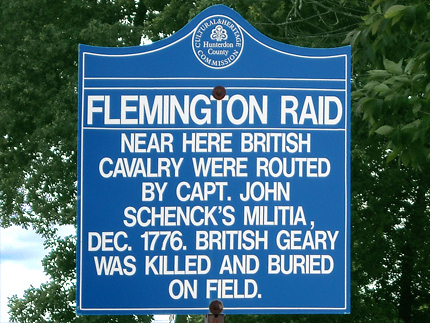 CULTURAL & HERITAGE
Hunterdon
County
COMMISSION
FLEMINGTON RAID
NEAR HERE BRITISH
CAVALRY WERE ROUTED
BY CAPT. JOHN
SCHENCK'S MILITIA,
DEC. 1776. BRITISH GEARY
WAS KILLED AND BURIED
ON FIELD.